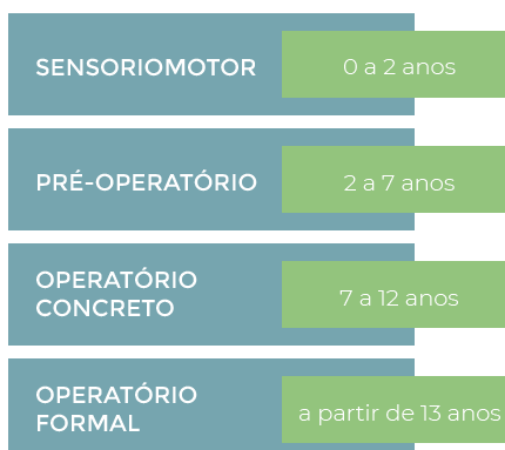 SENSORIOMOTOR
0 a 2 anos
PRÉ-OPERATÓRIO
2 a 7 anos
OPERATÓRIO
CONCRETO
7 a 12 anos
OPERATÓRIO
FORMAL
a partir de 13 anos